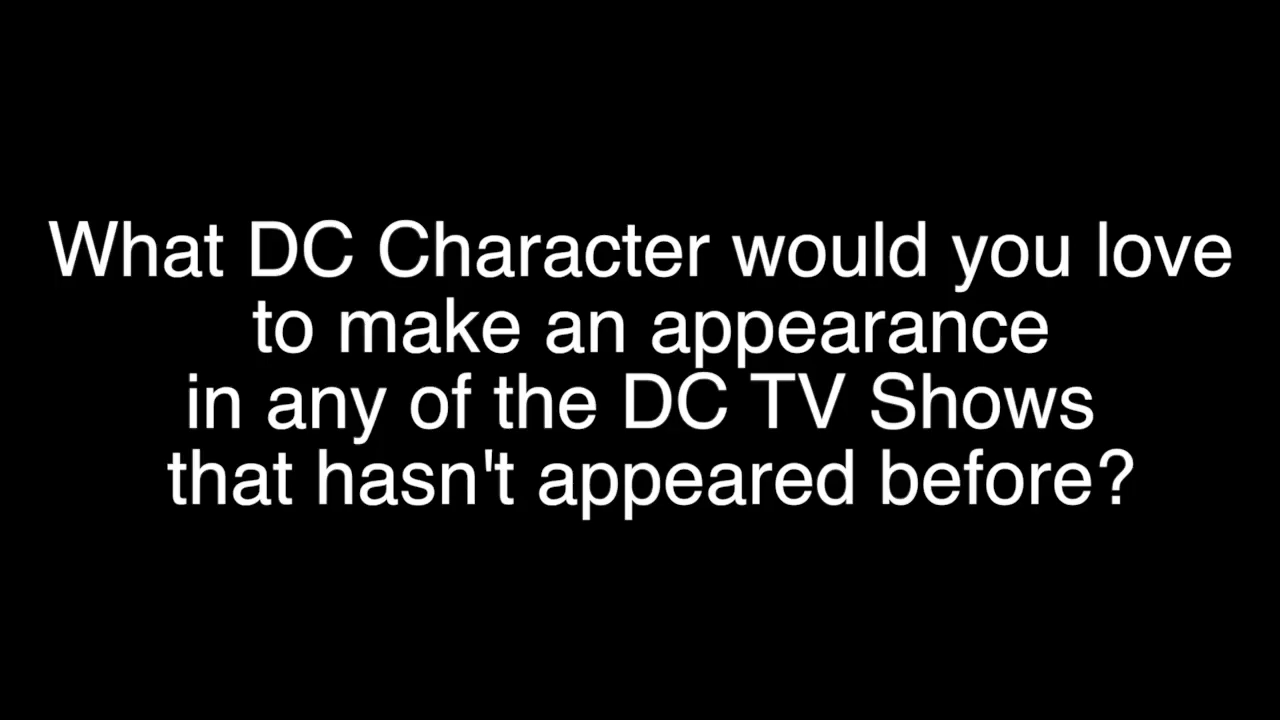 What DC Character would you love
to make an appearance
in any of the DC TV Shows
that hasn't appeared before?